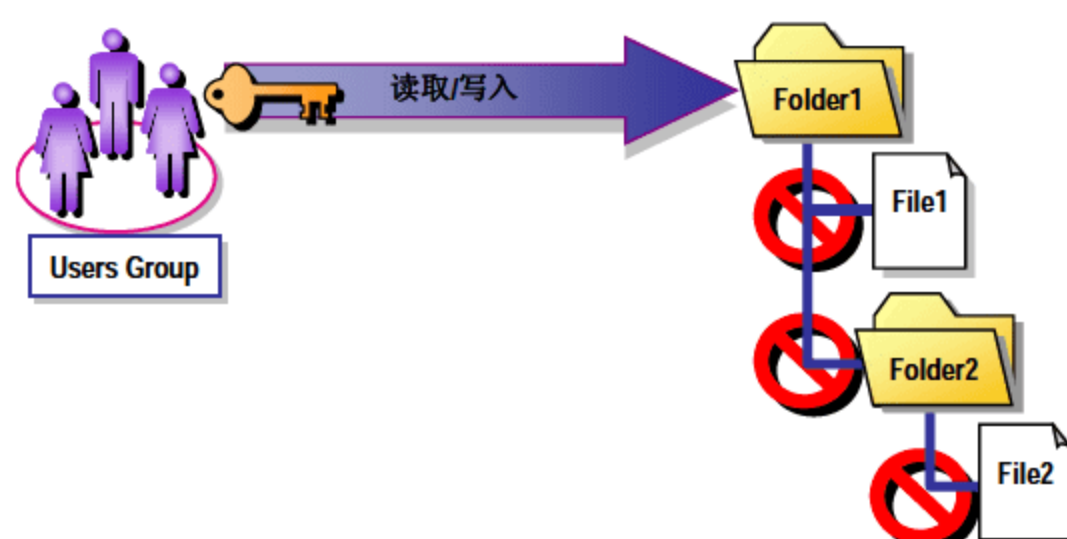 读取/写入
Folder1
File1
Users Group
Folder2
File2